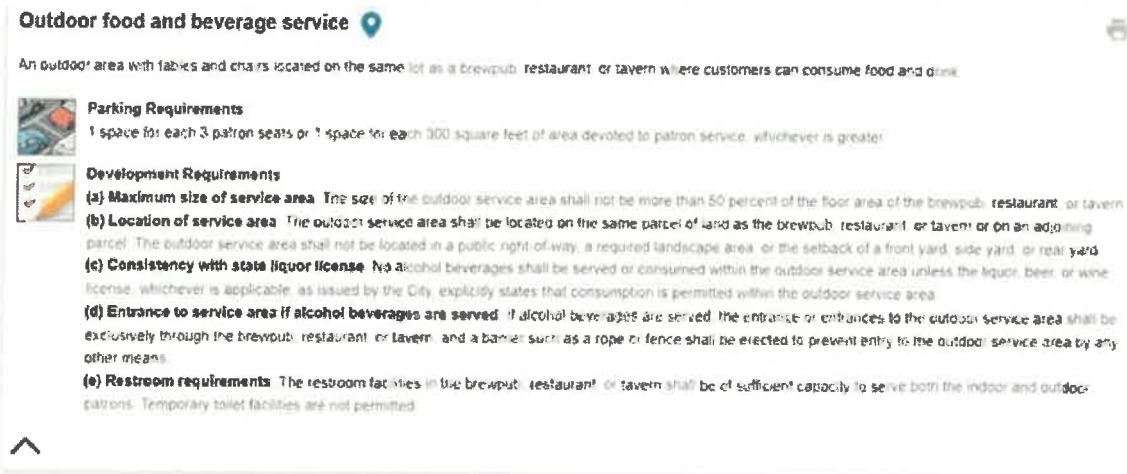 Outdoor food and beverage service
An outdoor area with tables and chairs located on the same lot as a brewpub, restaurant, or tavern where customers can consume food and drink
Parking Requirements
1 space for each 3 patron seats or 1 space for each 300 square feet of area devoted to patron service, whichever is greater
Development Requirements
(a) Maximum size of service area The size of the outdoor service area shall not be more than 50 percent of the floor area of the brewpub, restaurant, or tavern
(b) Location of service area The outdoor service area shall be located on the same parcel of land as the brewpub, restaurant, or tavern or on an adjoining
parcel. The outdoor service area shall not be located in a public right-of-way, a required landscape area, or the setback of a front yard, side yard, or rear yard
(c) Consistency with state liquor license No alcohol beverages shall be served or consumed within the outdoor service area unless the liquor, beer, or wine
license, whichever is applicable, as issued by the City, explicitly states that consumption is permitted within the outdoor service area
(d) Entrance to service area if alcohol beverages are served If alcohol beverages are served, the entrance or entrances to the outdoor service area shall be
exclusively through the brewpub, restaurant, or tavern, and a barrier such as a rope or fence shall be erected to prevent entry to the outdoor service area by any
other means
(e) Restroom requirements The restroom facilities in the brewpub, restaurant, or tavern shall be of sufficient capacity to serve both the indoor and outdoor
patrons. Temporary toilet facilities are not permitted